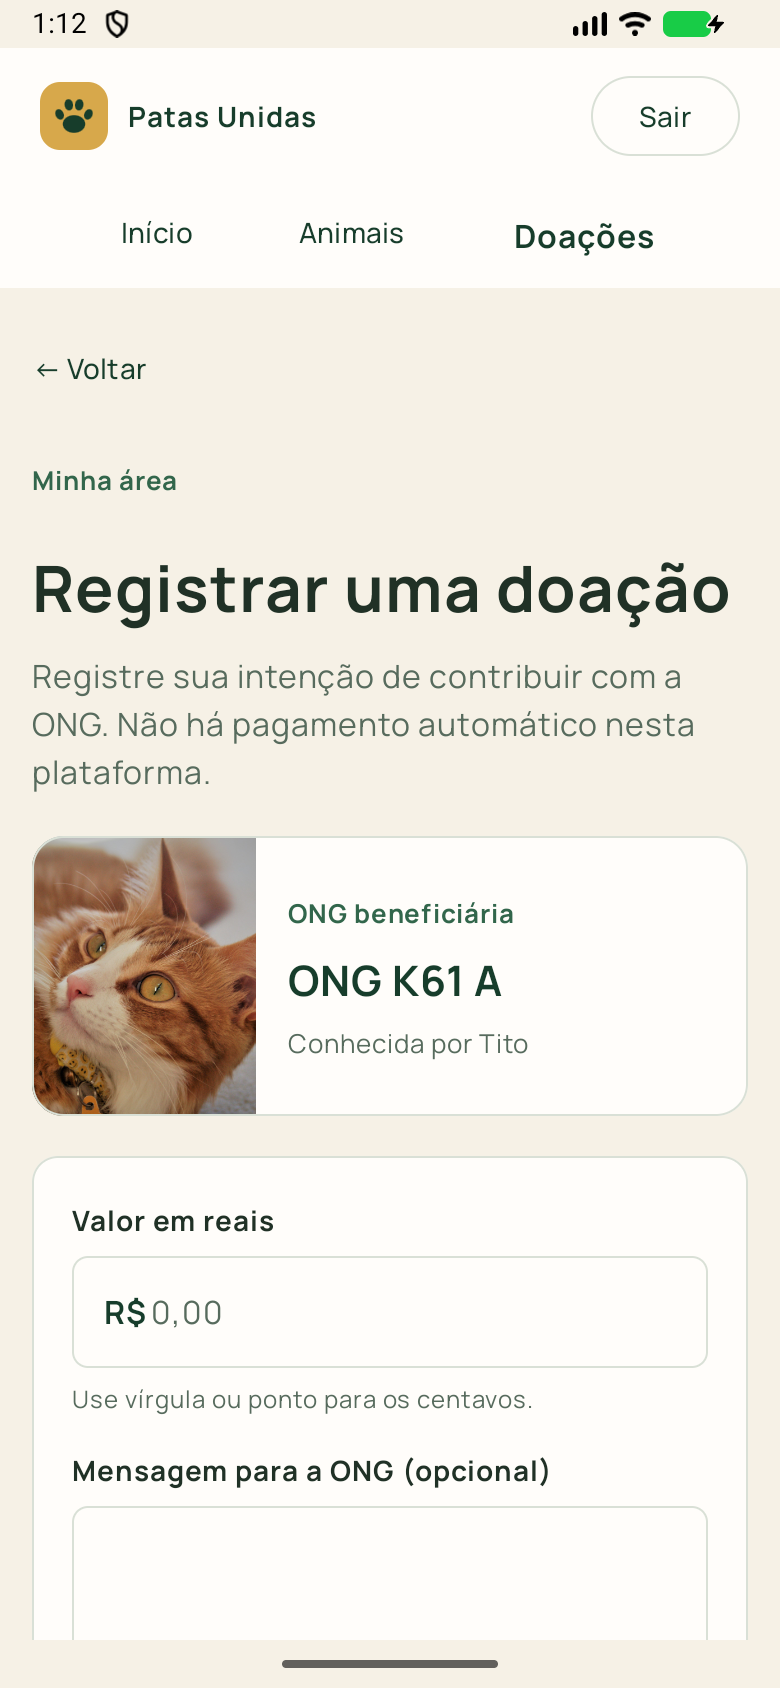 1:12
Patas Unidas
Sair
Início
Animais
Doações
← Voltar
Minha área
Registrar uma doação
Registre sua intenção de contribuir com a
ONG. Não há pagamento automático nesta
plataforma.
ONG beneficiária
ONG K61 A
Conhecida por Tito
Valor em reais
R$ 0,00
Use vírgula ou ponto para os centavos.
Mensagem para a ONG (opcional)